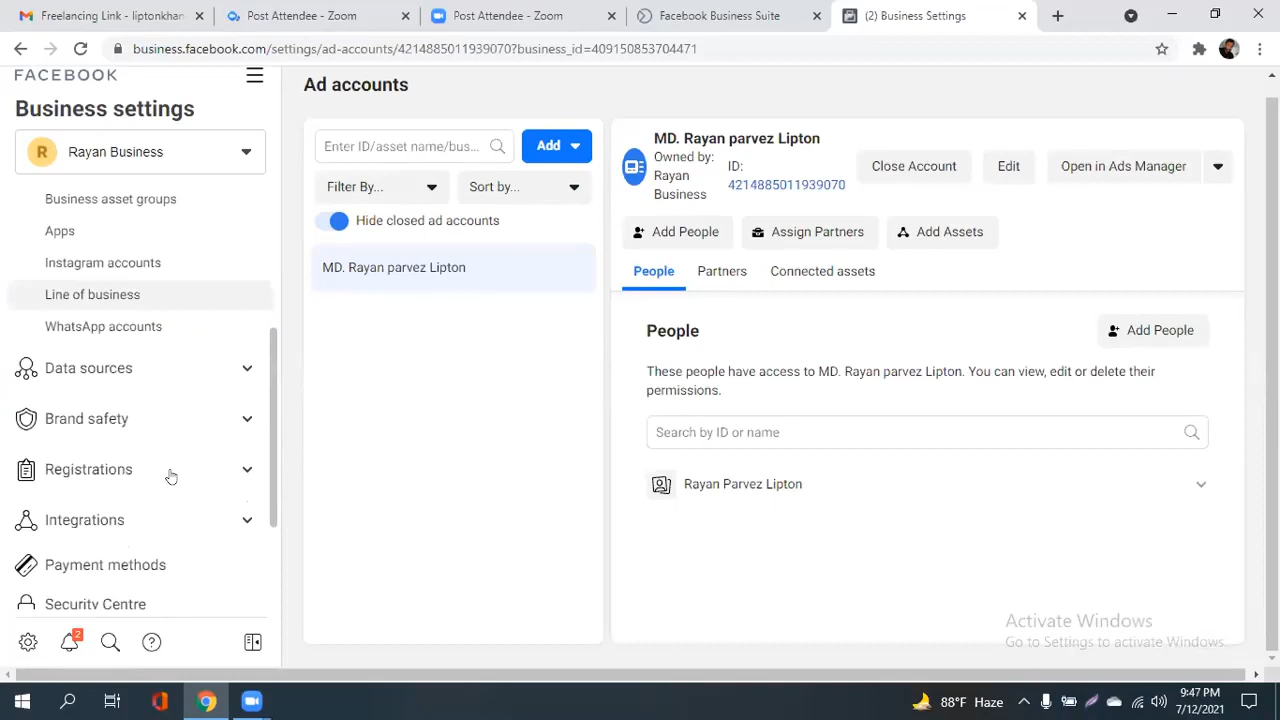 Freelancing Link - liptonkhan
Post Attendee - Zoom
Post Attendee - Zoom
Facebook Business Suite
(2) Business Settings
business.facebook.com/settings/ad-accounts/4214885011939070?business_id=409150853704471
FACEBOOK
Business settings
R Rayan Business
Business asset groups
Apps
Instagram accounts
Line of business
WhatsApp accounts
Data sources
Brand safety
Registrations
Integrations
Payment methods
Security Centre
2
Ad accounts
Enter ID/asset name/bus...
Add
Filter By...
Sort by...
Hide closed ad accounts
MD. Rayan parvez Lipton
MD. Rayan parvez Lipton
Owned by:
Rayan
Business
ID:
4214885011939070
Close Account
Edit
Open in Ads Manager
Add People
Assign Partners
Add Assets
People
Partners
Connected assets
People
Add People
These people have access to MD. Rayan parvez Lipton. You can view, edit or delete their
permissions.
Search by ID or name
Rayan Parvez Lipton
Activate Windows
Go to Settings to activate Windows.
88°F Haze
9:47 PM
7/12/2021